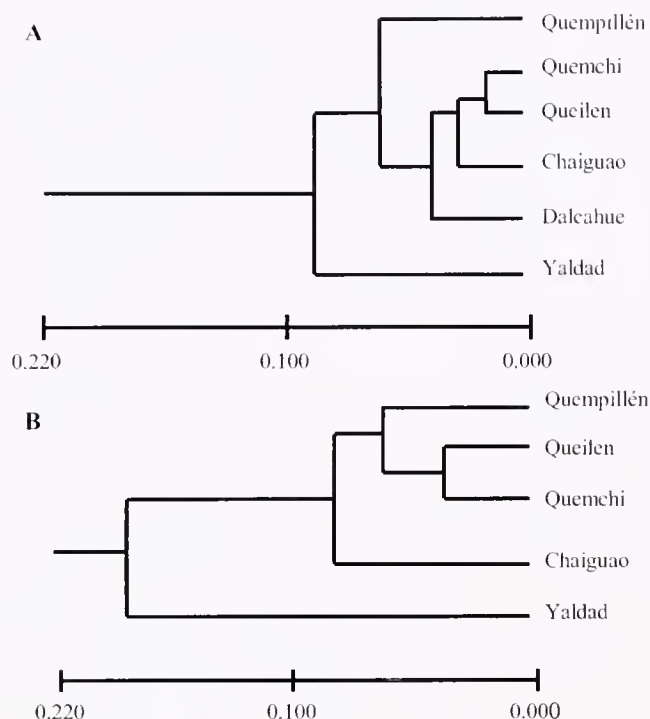 A
Quempillén
Quemchi
Queilen
Chaiguao
Dalcahue
Yaldad
0.220 0.100 0.000
B
Quempillén
Queilen
Quemchi
Chaiguao
Yaldad
0.220 0.100 0.000